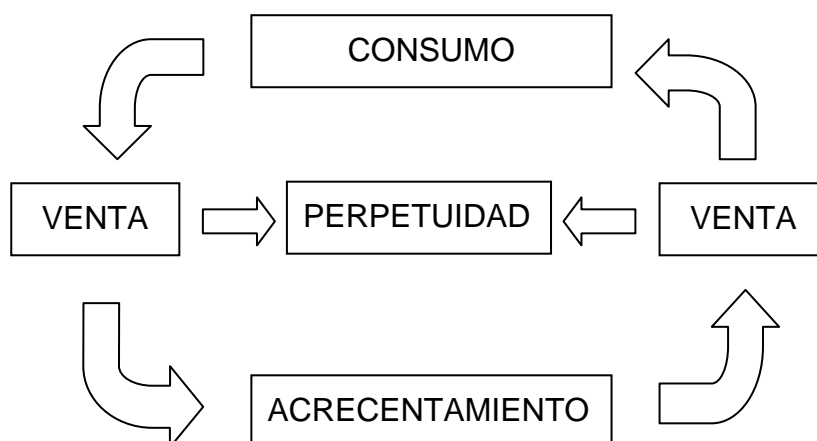 CONSUMO
VENTA
PERPETUIDAD
VENTA
ACRECENTAMIENTO